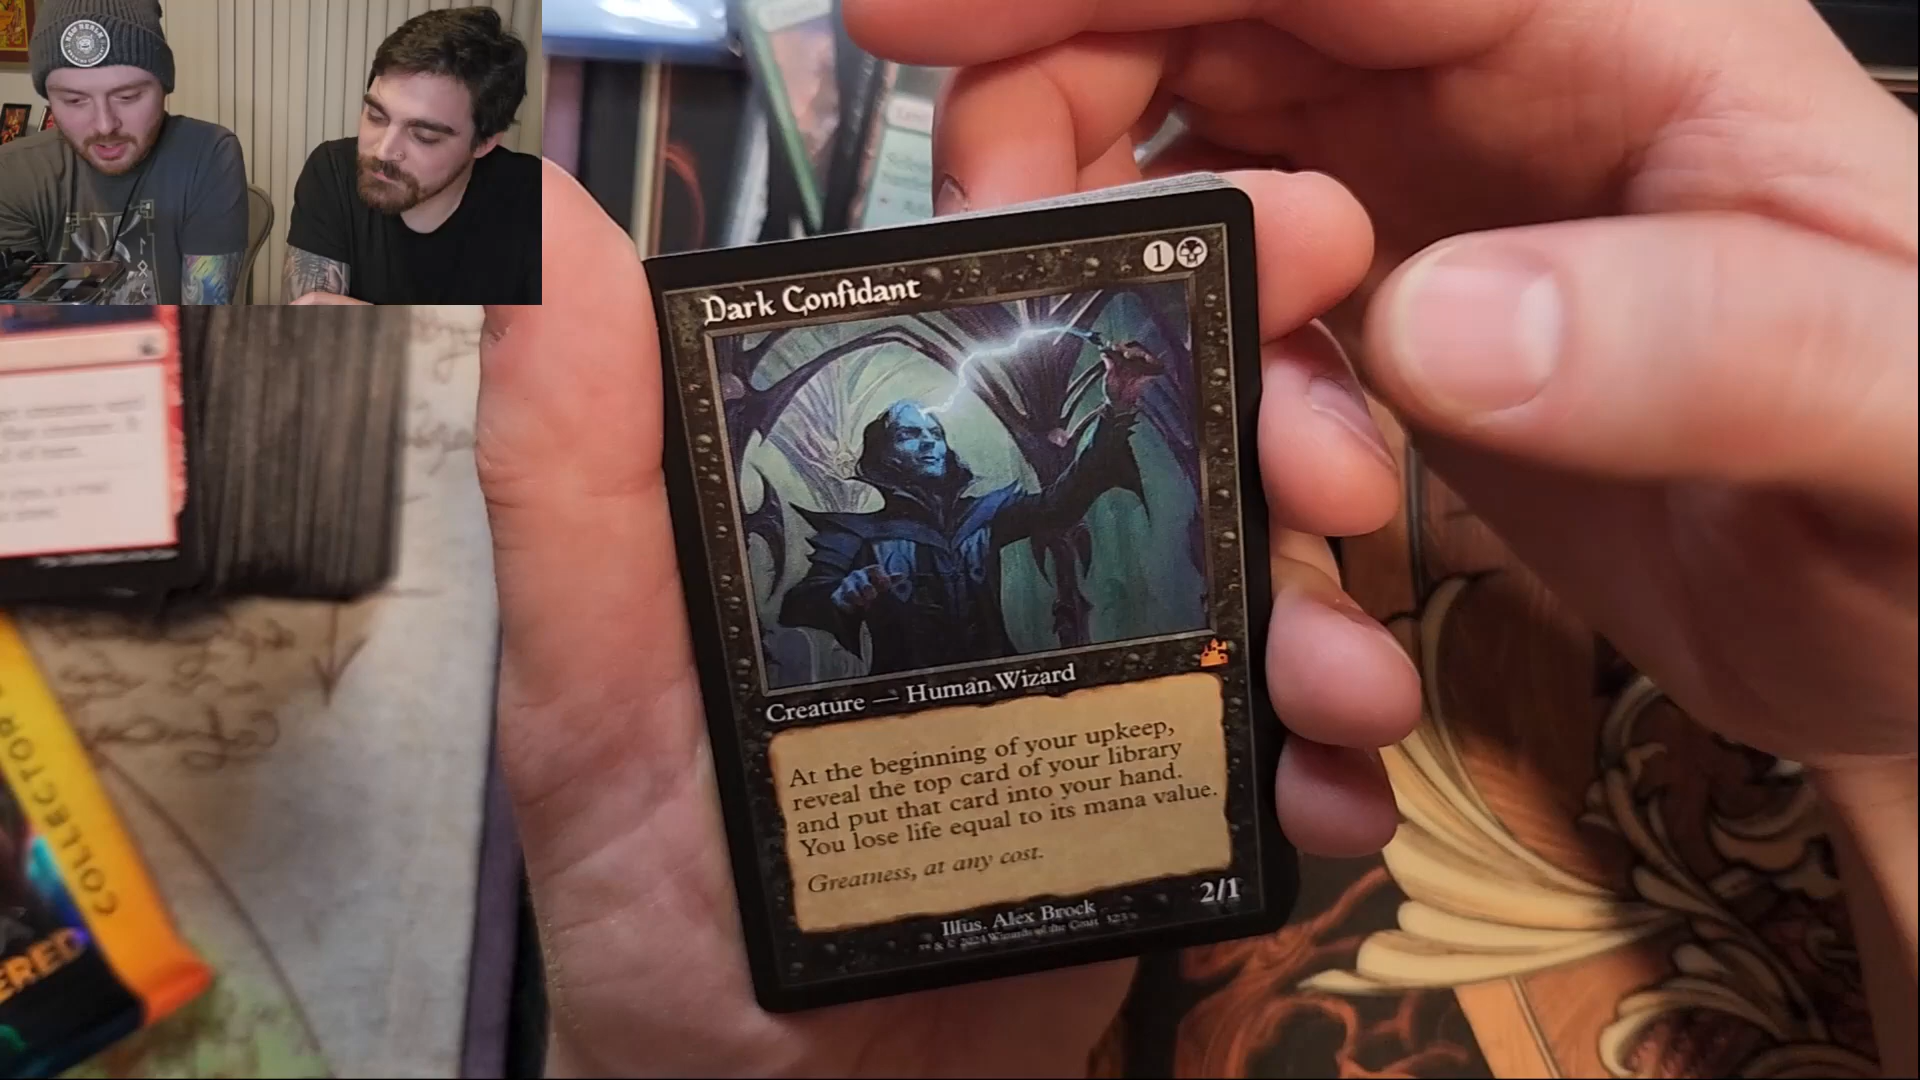 Dark Confidant
1
Creature — Human Wizard
At the beginning of your upkeep,
reveal the top card of your library
and put that card into your hand.
You lose life equal to its mana value.
Greatness, at any cost.
Illus. Alex Brock
2/1
COLLECTOR
ERED